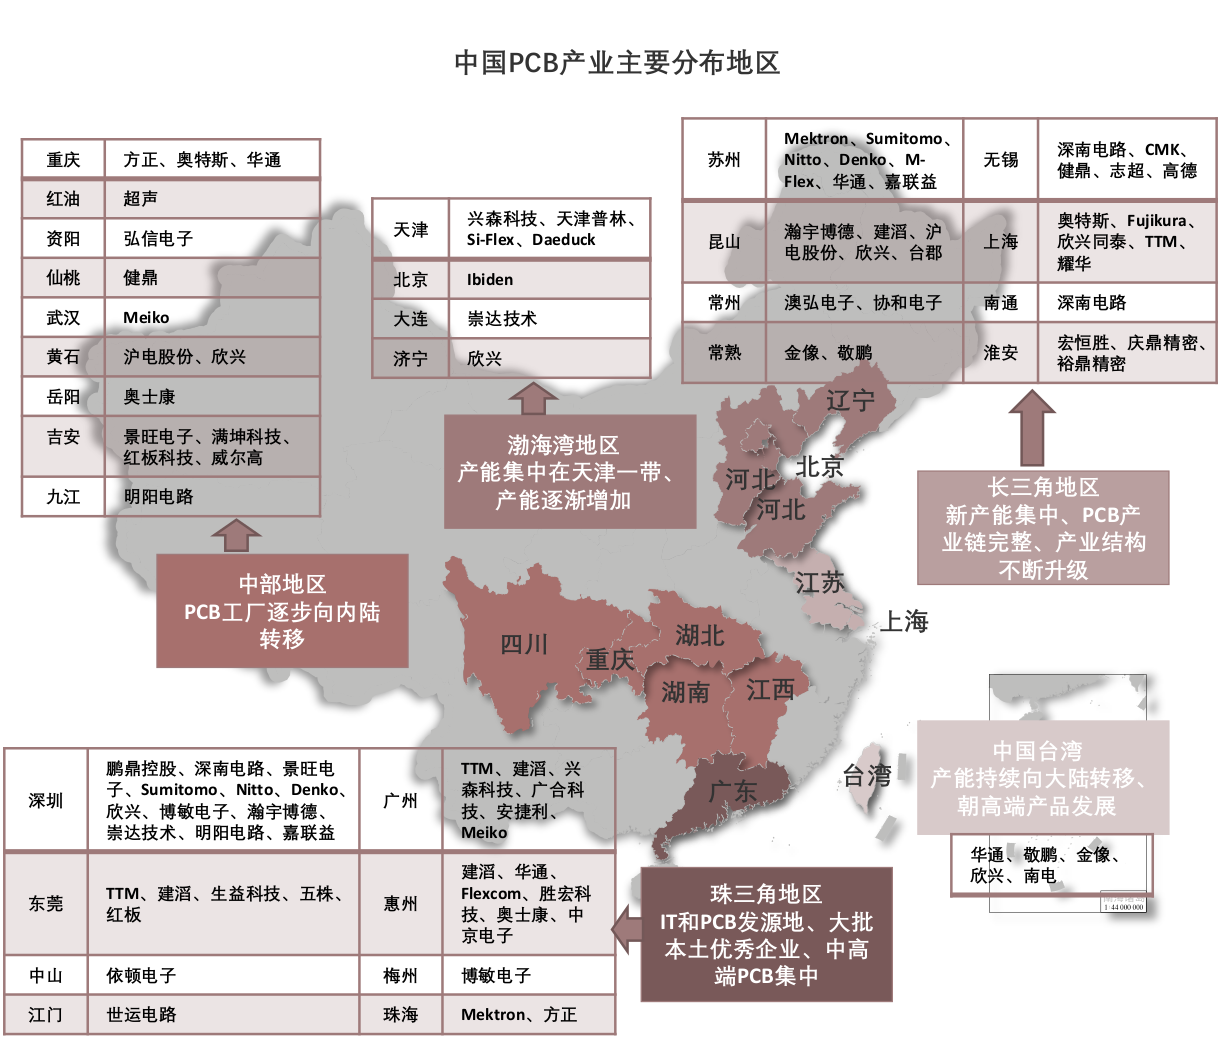 中国PCB产业主要分布地区
重庆
方正、奥特斯、华通
红油
超声
资阳
弘信电子
仙桃
健鼎
武汉
Meiko
黄石
沪电股份、欣兴
岳阳
奥士康
吉安
景旺电子、满坤科技、
红板科技、威尔高
九江
明阳电路
中部地区
PCB工厂逐步向内陆
转移
天津
兴森科技、天津普林、
Si-Flex、Daeduck
北京
Ibiden
大连
崇达技术
济宁
欣兴
渤海湾地区
产能集中在天津一带、
产能逐渐增加
苏州
Mektron、Sumitomo、
Nitto、Denko、M-
Flex、华通、嘉联益
无锡
深南电路、CMK、
健鼎、志超、高德
昆山
瀚宇博德、建滔、沪
电股份、欣兴、台郡
上海
奥特斯、Fujikura、
欣兴同泰、TTM、
耀华
常州
澳弘电子、协和电子
南通
深南电路
常熟
金像、敬鹏
淮安
宏恒胜、庆鼎精密、
裕鼎精密
长三角地区
新产能集中、PCB产
业链完整、产业结构
不断升级
辽宁
北京
河北
河北
江苏
上海
四川
重庆
湖北
湖南
江西
广东
台湾
中国台湾
产能持续向大陆转移、
朝高端产品发展
华通、敬鹏、金像、
欣兴、南电
南海诸岛
1:44 000 000
深圳
鹏鼎控股、深南电路、景旺电
子、Sumitomo、Nitto、Denko、
欣兴、博敏电子、瀚宇博德、
崇达技术、明阳电路、嘉联益
广州
TTM、建滔、兴
森科技、广合科
技、安捷利、
Meiko
东莞
TTM、建滔、生益科技、五株、
红板
惠州
建滔、华通、
Flexcom、胜宏科
技、奥士康、中
京电子
中山
依顿电子
梅州
博敏电子
江门
世运电路
珠海
Mektron、方正
珠三角地区
IT和PCB发源地、大批
本土优秀企业、中高
端PCB集中